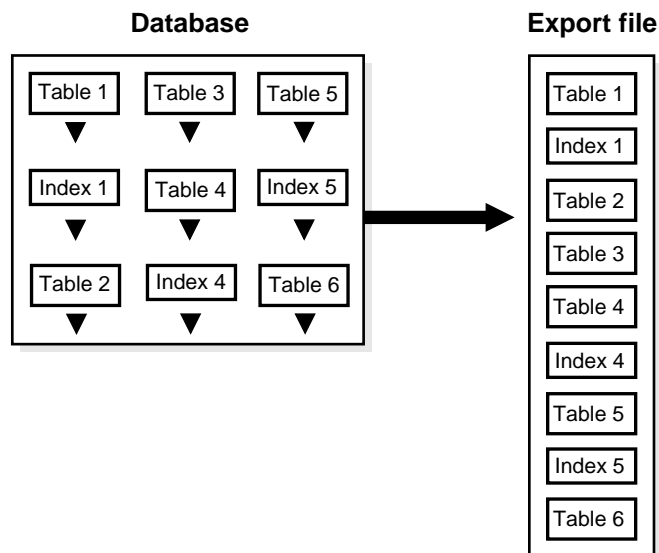 Database
Export file
Table 1
Table 3
Table 5
Index 1
Table 4
Index 5
Table 2
Index 4
Table 6
Table 1
Index 1
Table 2
Table 3
Table 4
Index 4
Table 5
Index 5
Table 6